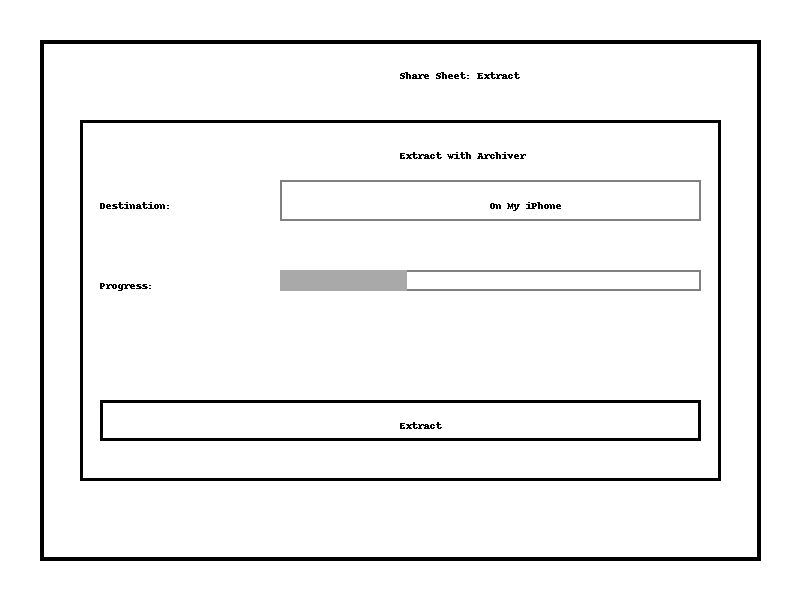 Share Sheet: Extract
Extract with Archiver
Destination:
On My iPhone
Progress:
Extract